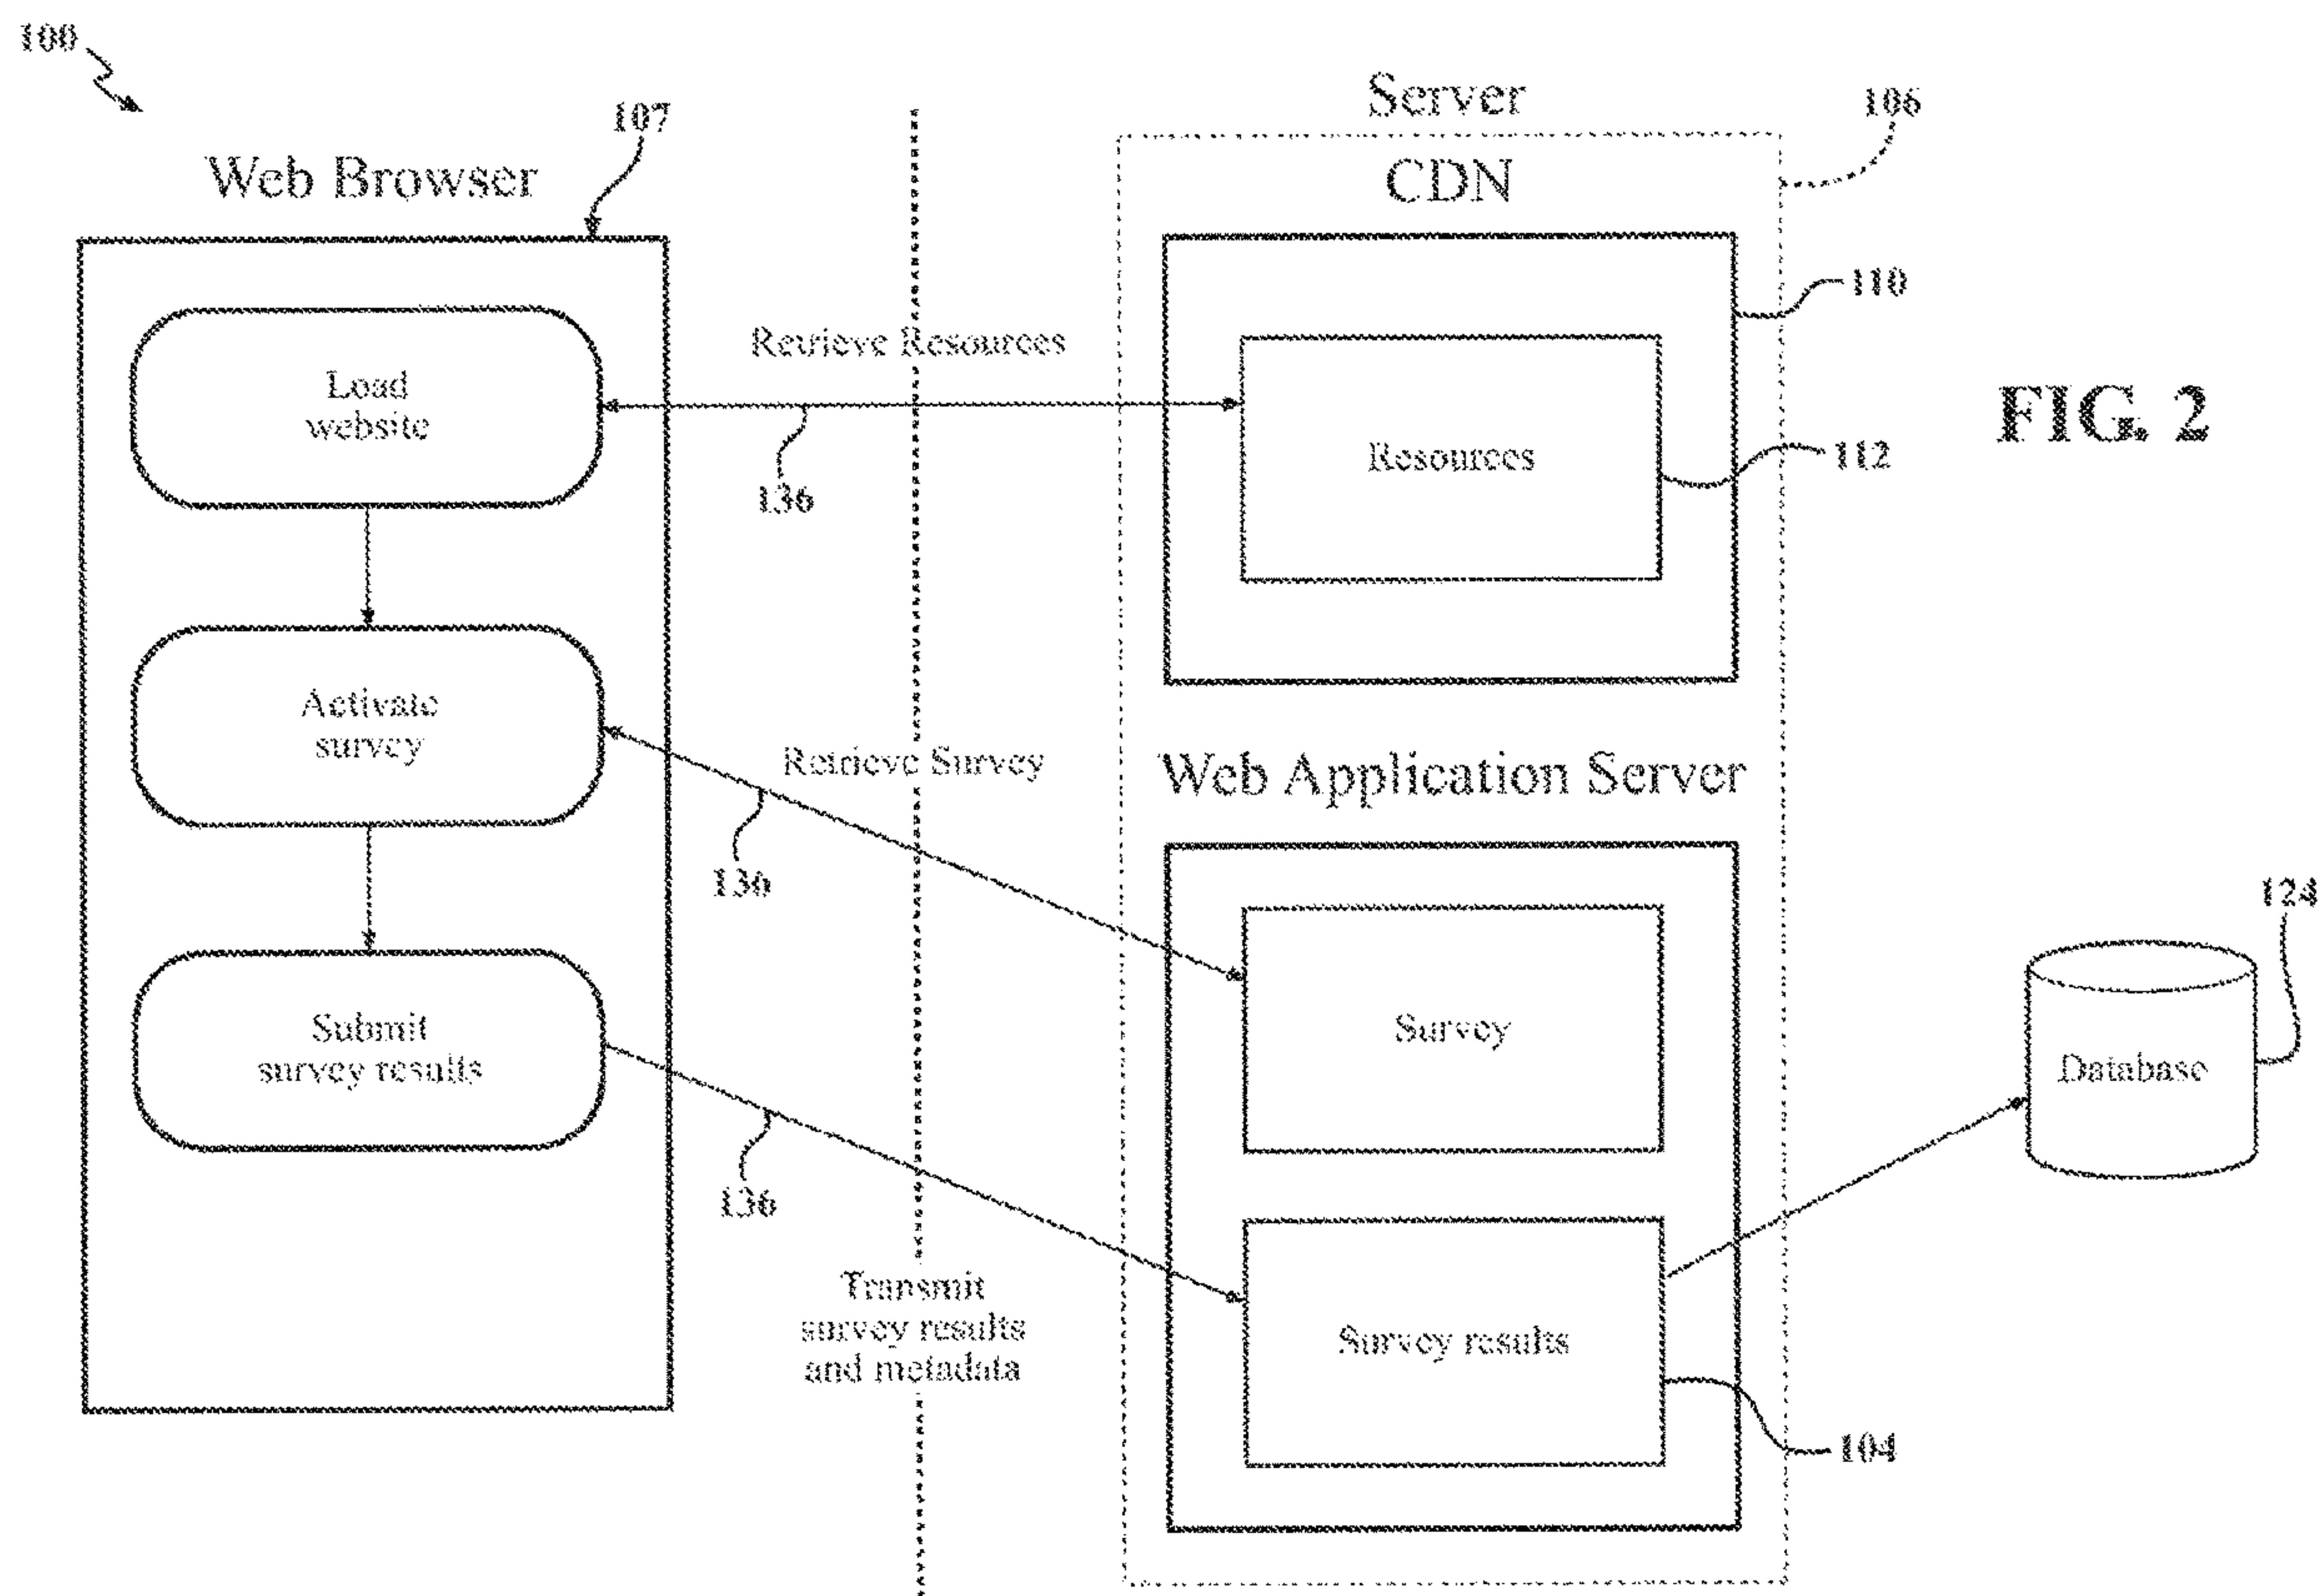 100
107
Web Browser
Server
106
CDN
110
Retrieve Resources
Load
website
FIG. 2
Resources
112
136
Activate
survey
Retrieve Survey
Web Application Server
136
124
Submit
survey results
Survey
Database
136
Transmit
survey results
and metadata
Survey results
104